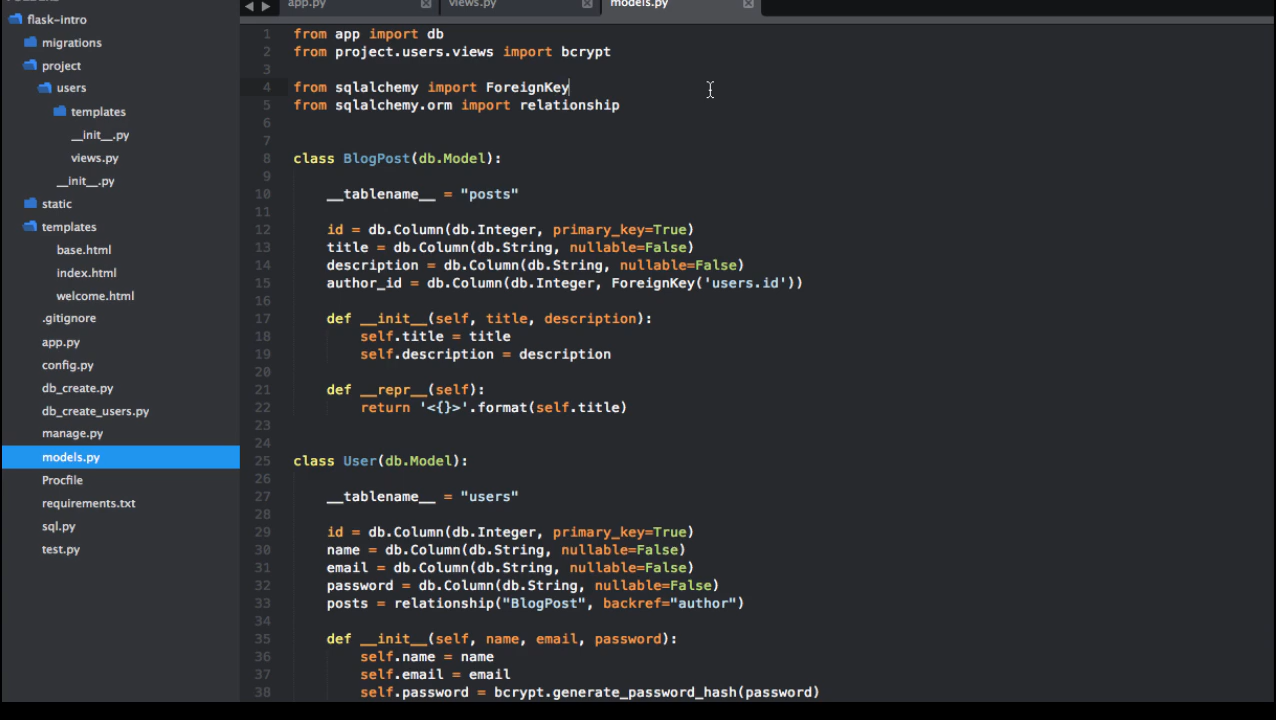 app.py
views.py
models.py
flask-intro
migrations
project
users
templates
__init__.py
views.py
__init__.py
static
templates
base.html
index.html
welcome.html
.gitignore
app.py
config.py
db_create.py
db_create_users.py
manage.py
models.py
Procfile
requirements.txt
sql.py
test.py
1 from app import db
2 from project.users.views import bcrypt
3
4 from sqlalchemy import ForeignKey
5 from sqlalchemy.orm import relationship
6
7
8 class BlogPost(db.Model):
9
10     __tablename__ = "posts"
11
12     id = db.Column(db.Integer, primary_key=True)
13     title = db.Column(db.String, nullable=False)
14     description = db.Column(db.String, nullable=False)
15     author_id = db.Column(db.Integer, ForeignKey('users.id'))
16
17     def __init__(self, title, description):
18         self.title = title
19         self.description = description
20
21     def __repr__(self):
22         return '<{}>'.format(self.title)
23
24
25 class User(db.Model):
26
27     __tablename__ = "users"
28
29     id = db.Column(db.Integer, primary_key=True)
30     name = db.Column(db.String, nullable=False)
31     email = db.Column(db.String, nullable=False)
32     password = db.Column(db.String, nullable=False)
33     posts = relationship("BlogPost", backref="author")
34
35     def __init__(self, name, email, password):
36         self.name = name
37         self.email = email
38         self.password = bcrypt.generate_password_hash(password)